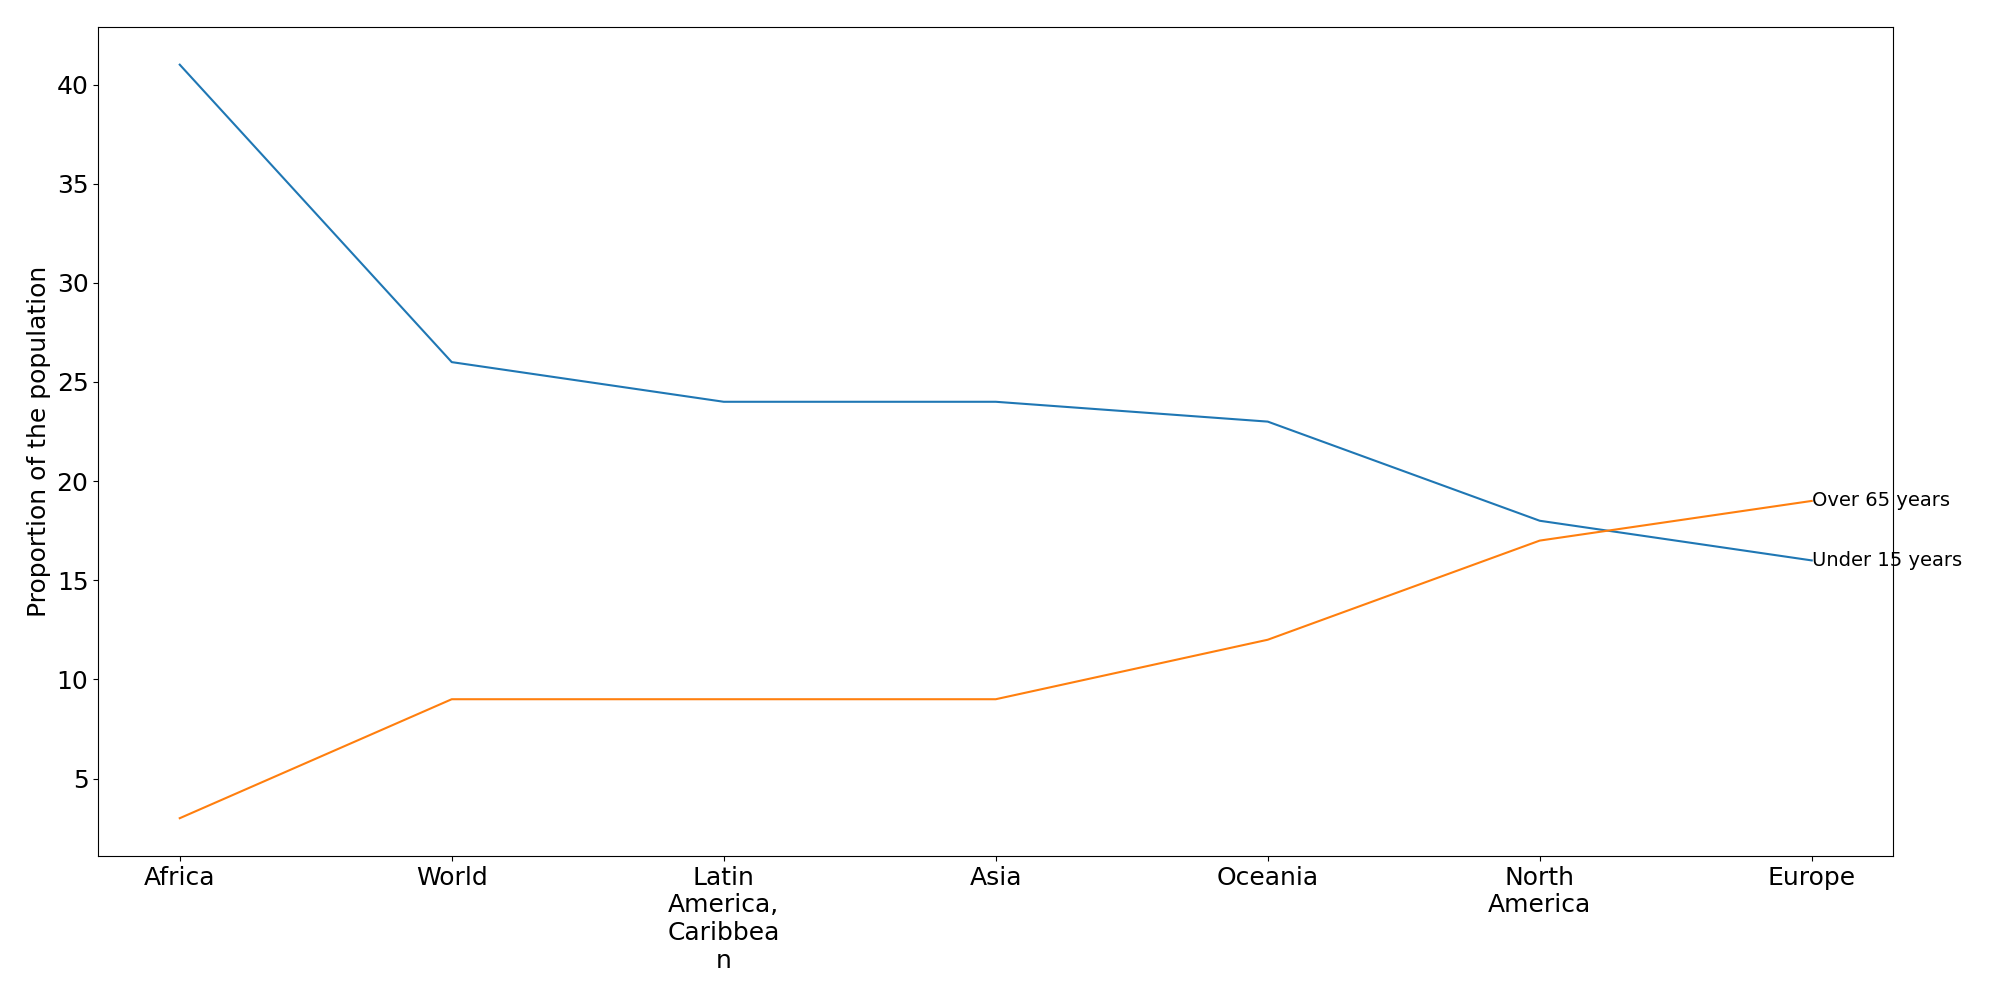 Proportion of the population
40
35
30
25
20
15
10
5
Over 65 years
Under 15 years
Africa
World
Latin
America,
Caribbea
n
Asia
Oceania
North
America
Europe